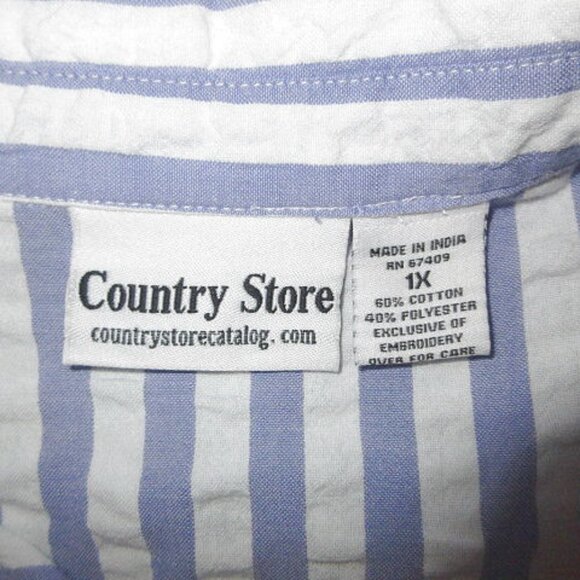 Country Store
countrystorecatalog.com
MADE IN INDIA
RN 67409
1X
60% COTTON
40% POLYESTER
EXCLUSIVE OF
EMBROIDERY
OVER FOR CARE